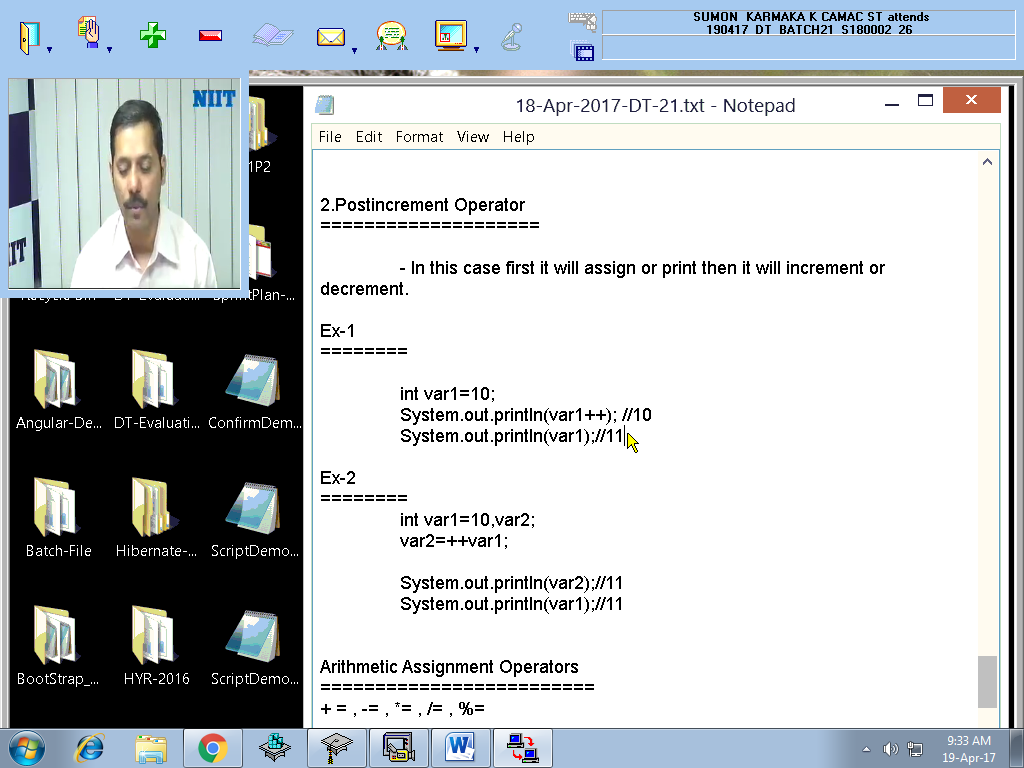 SUMON KARMAKA K CAMAC ST attends
190417 DT BATCH21 S180002 26
NIIT
18-Apr-2017-DT-21.txt - Notepad
File Edit Format View Help
2.Postincrement Operator
====================
- In this case first it will assign or print then it will increment or
decrement.
Ex-1
========
int var1=10;
System.out.println(var1++); //10
System.out.println(var1);//11
Ex-2
========
int var1=10,var2;
var2=++var1;
System.out.println(var2);//11
System.out.println(var1);//11
Arithmetic Assignment Operators
=========================
+ = , -= , *= , /= , %=
1P2
Angular-De... DT-Evaluati... ConfirmDem...
Batch-File Hibernate-... ScriptDemo...
BootStrap_... HYR-2016 ScriptDemo...
9:33 AM
19-Apr-17